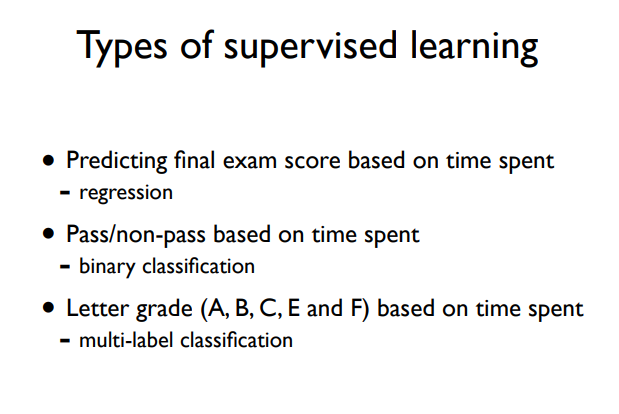 Types of supervised learning
• Predicting final exam score based on time spent
- regression
• Pass/non-pass based on time spent
- binary classification
• Letter grade (A, B, C, E and F) based on time spent
- multi-label classification